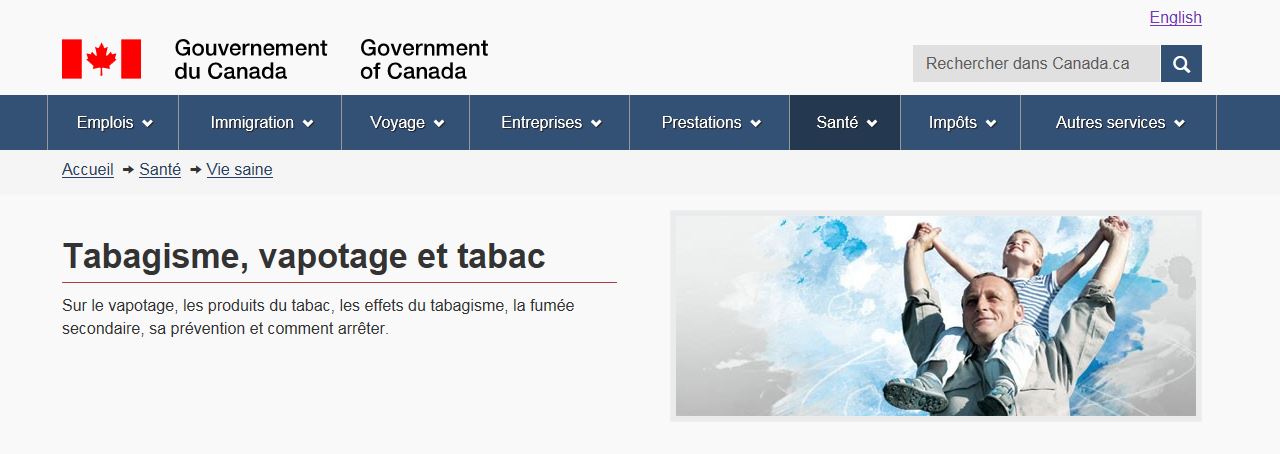 English
Gouvernement
du Canada
Government
of Canada
Rechercher dans Canada.ca
Emplois Immigration Voyage Entreprises Prestations Santé Impôts Autres services
Accueil Santé Vie saine
Tabagisme, vapotage et tabac
Sur le vapotage, les produits du tabac, les effets du tabagisme, la fumée
secondaire, sa prévention et comment arrêter.